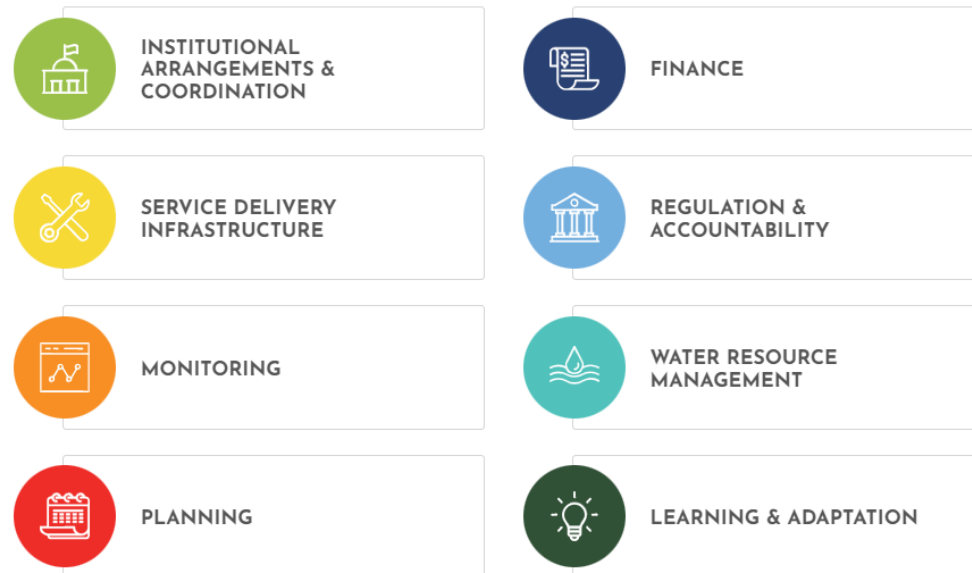 INSTITUTIONAL
ARRANGEMENTS &
COORDINATION
FINANCE
SERVICE DELIVERY
INFRASTRUCTURE
REGULATION &
ACCOUNTABILITY
MONITORING
WATER RESOURCE
MANAGEMENT
PLANNING
LEARNING & ADAPTATION